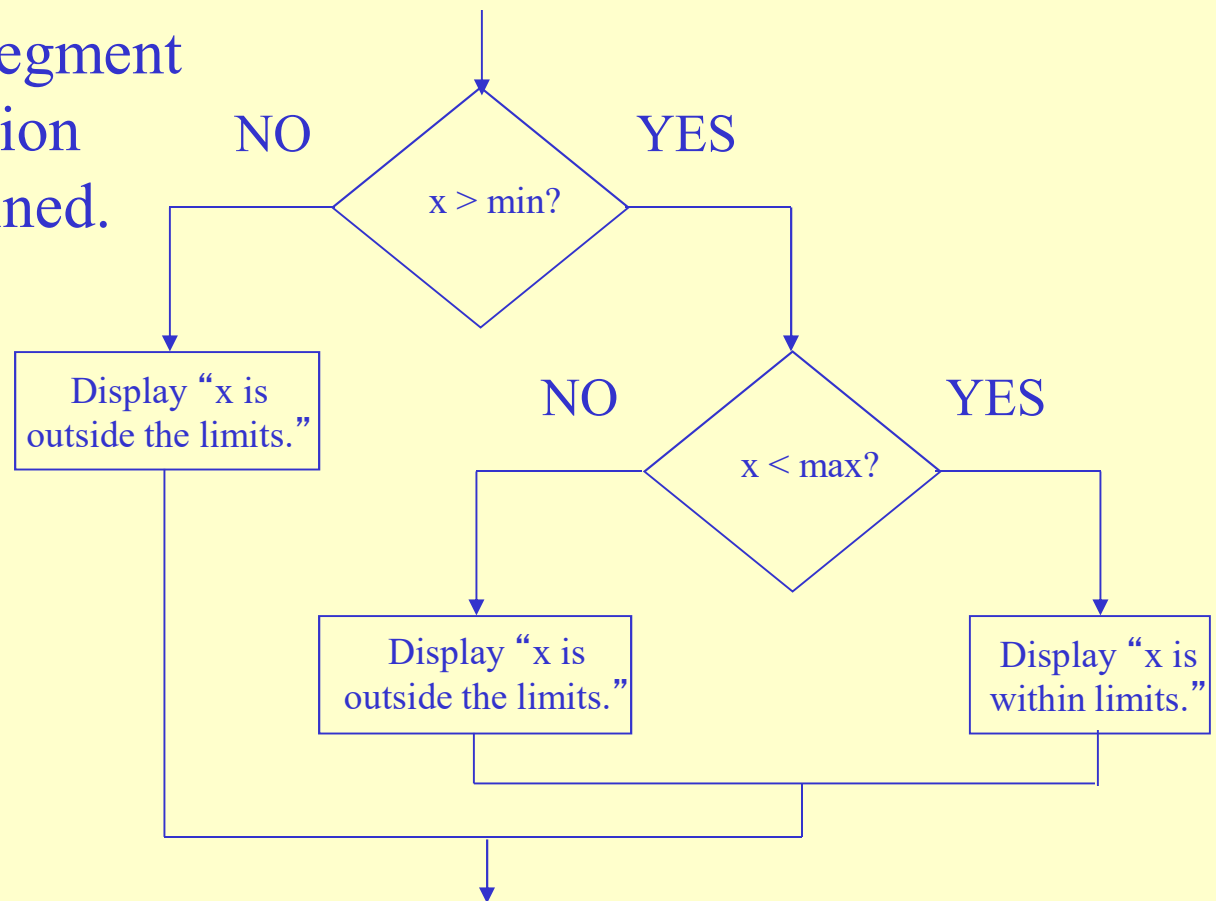 egment
ion
ned.
NO
YES
x > min?
Display “x is
outside the limits.”
NO
YES
x < max?
Display “x is
outside the limits.”
Display “x is
within limits.”